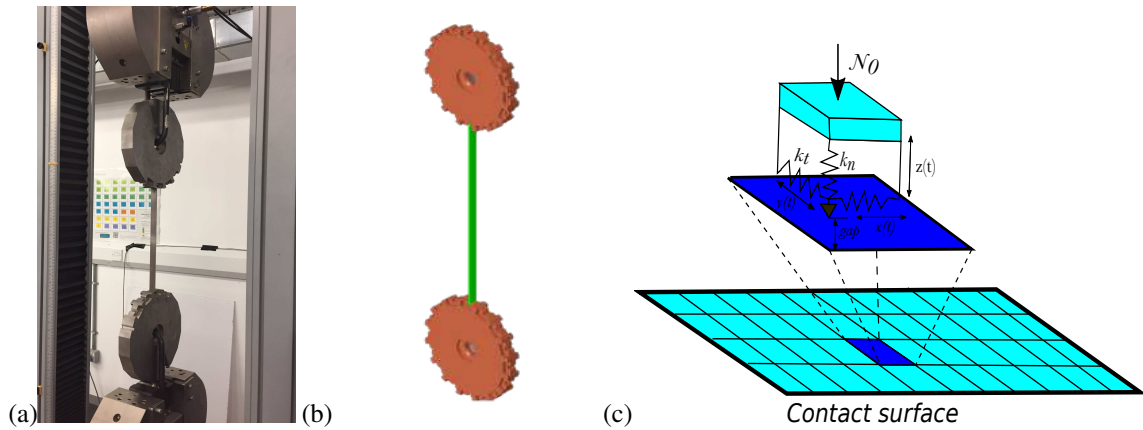 𝒩0
kt
kn
z(t)
y(t)
x(t)
gap
(a)
(b)
(c)
Contact surface